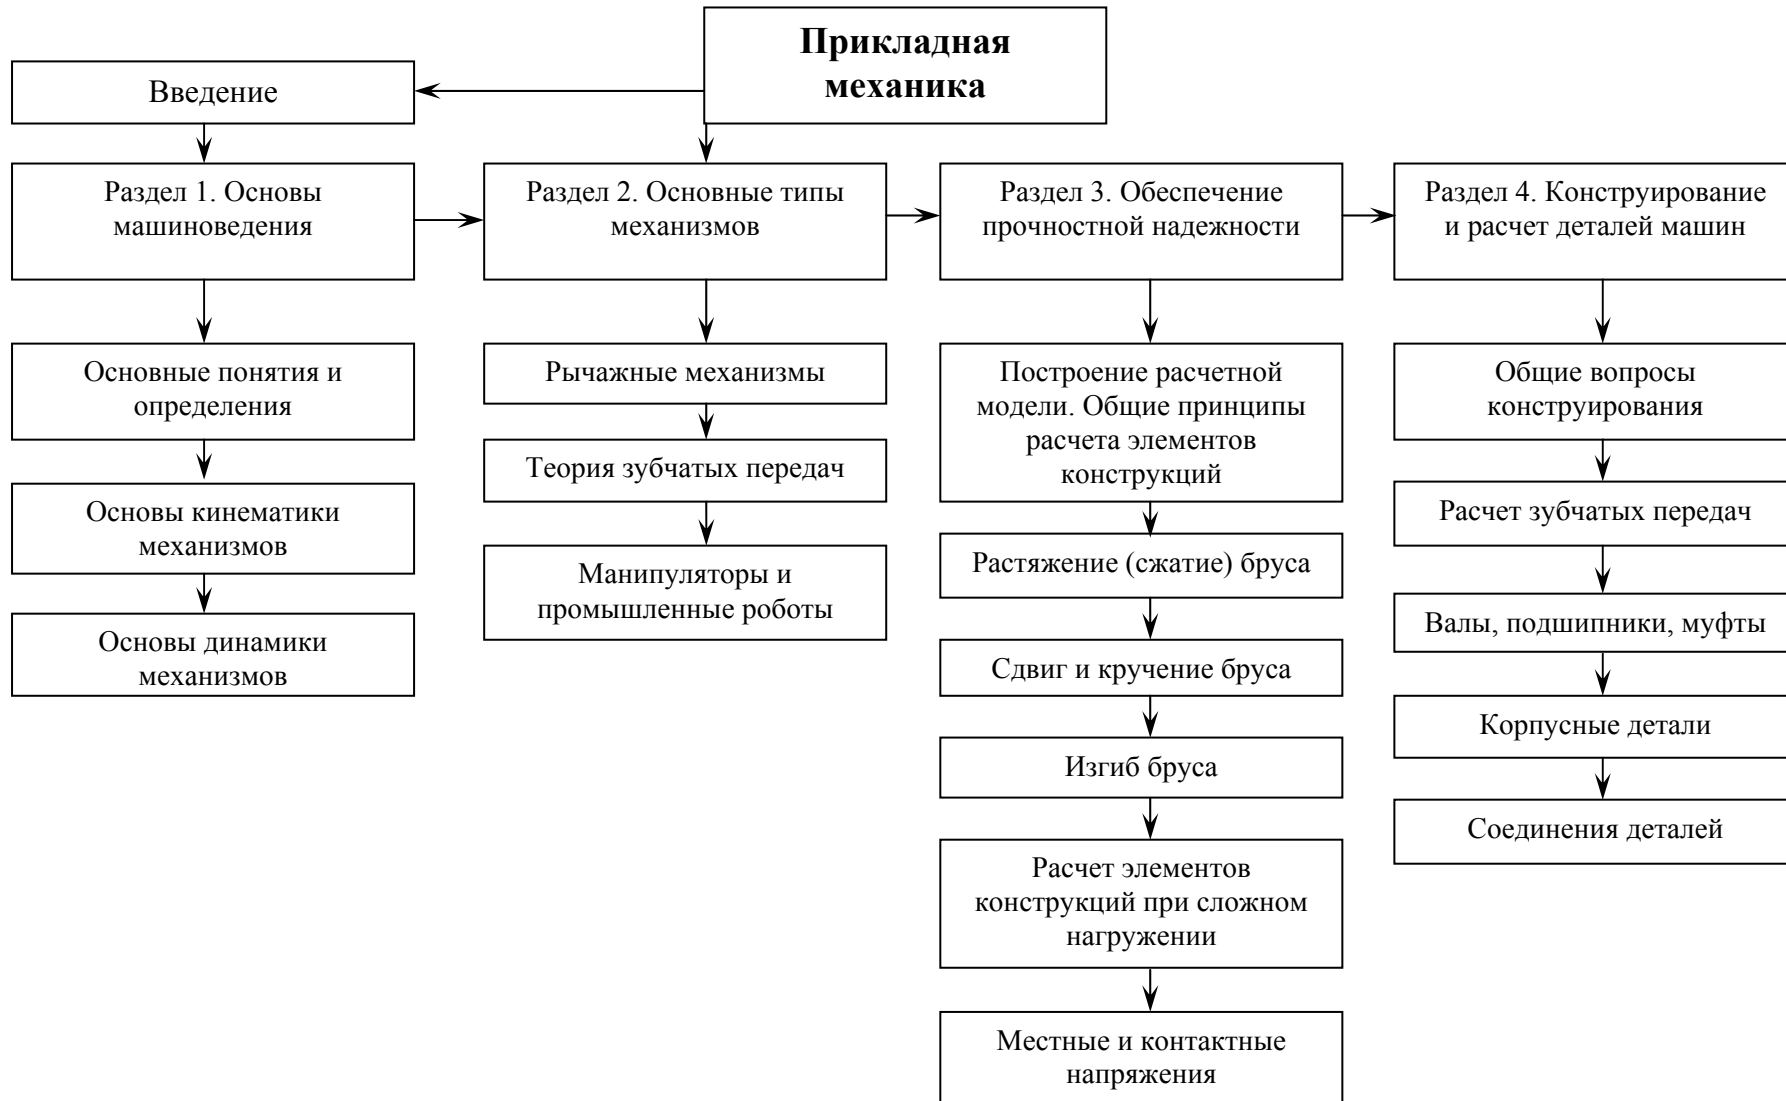 Прикладная
механика
Введение
Раздел 1. Основы
машиноведения
Раздел 2. Основные типы
механизмов
Раздел 3. Обеспечение
прочностной надежности
Раздел 4. Конструирование
и расчет деталей машин
Основные понятия и
определения
Основы кинематики
механизмов
Основы динамики
механизмов
Рычажные механизмы
Теория зубчатых передач
Манипуляторы и
промышленные роботы
Построение расчетной
модели. Общие принципы
расчета элементов
конструкций
Растяжение (сжатие) бруса
Сдвиг и кручение бруса
Изгиб бруса
Расчет элементов
конструкций при сложном
нагружении
Местные и контактные
напряжения
Общие вопросы
конструирования
Расчет зубчатых передач
Валы, подшипники, муфты
Корпусные детали
Соединения деталей